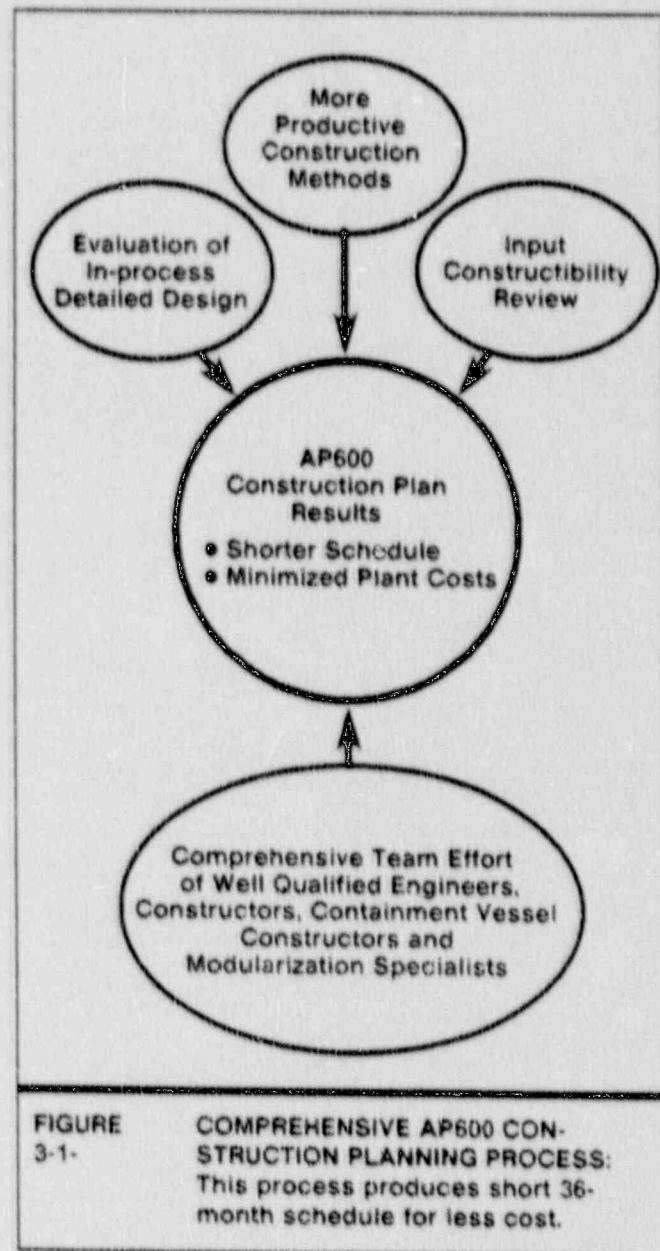 More
Productive
Construction
Methods
Evaluation of
In-process
Detailed Design
Input
Constructibility
Review
AP600
Construction Plan
Results
• Shorter Schedule
• Minimized Plant Costs
Comprehensive Team Effort
of Well Qualified Engineers,
Constructors, Containment Vessel
Constructors and
Modularization Specialists
FIGURE
3-1-
COMPREHENSIVE AP600 CON-
STRUCTION PLANNING PROCESS:
This process produces short 36-
month schedule for less cost.